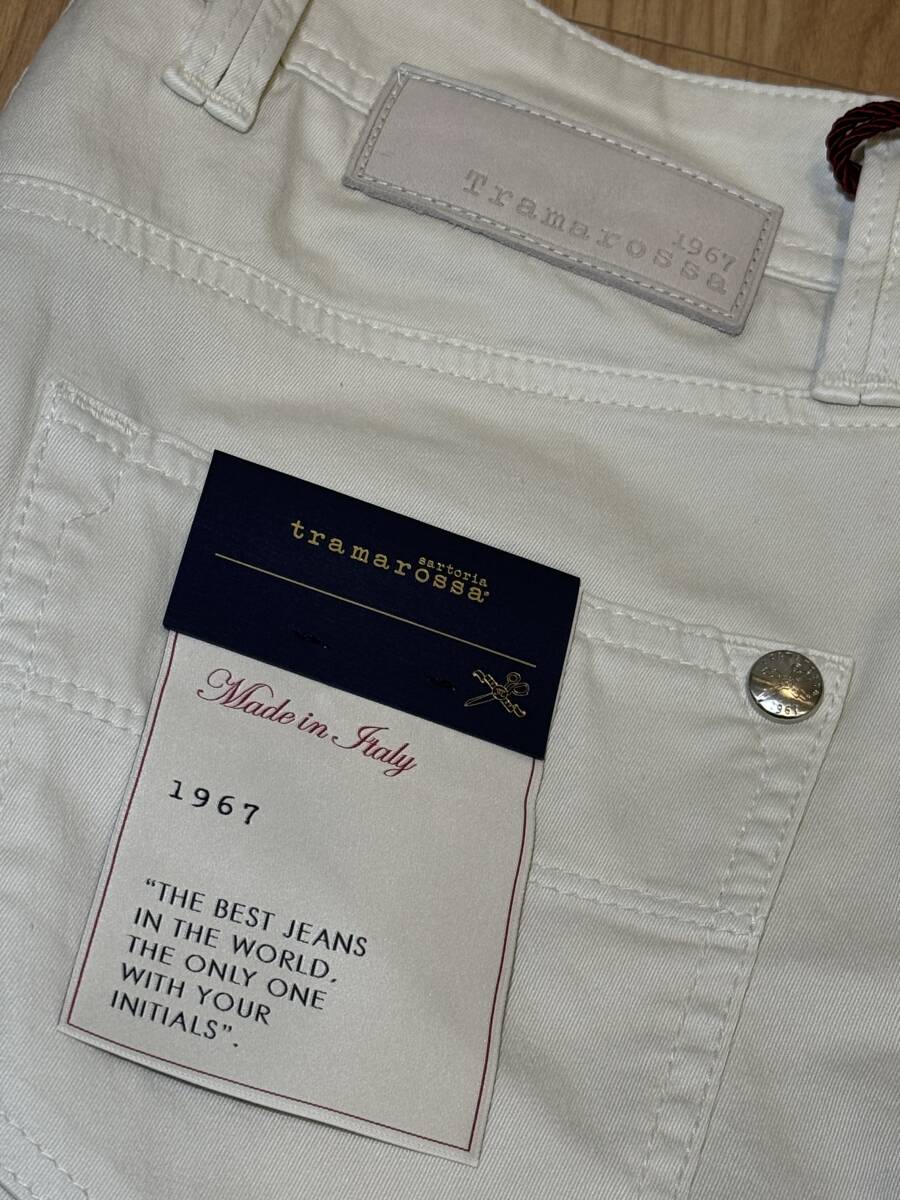 1967
Tramarossa
sartoria
tramarossa®
Made in Italy
1967
“THE BEST JEANS
IN THE WORLD,
THE ONLY ONE
WITH YOUR
INITIALS”.